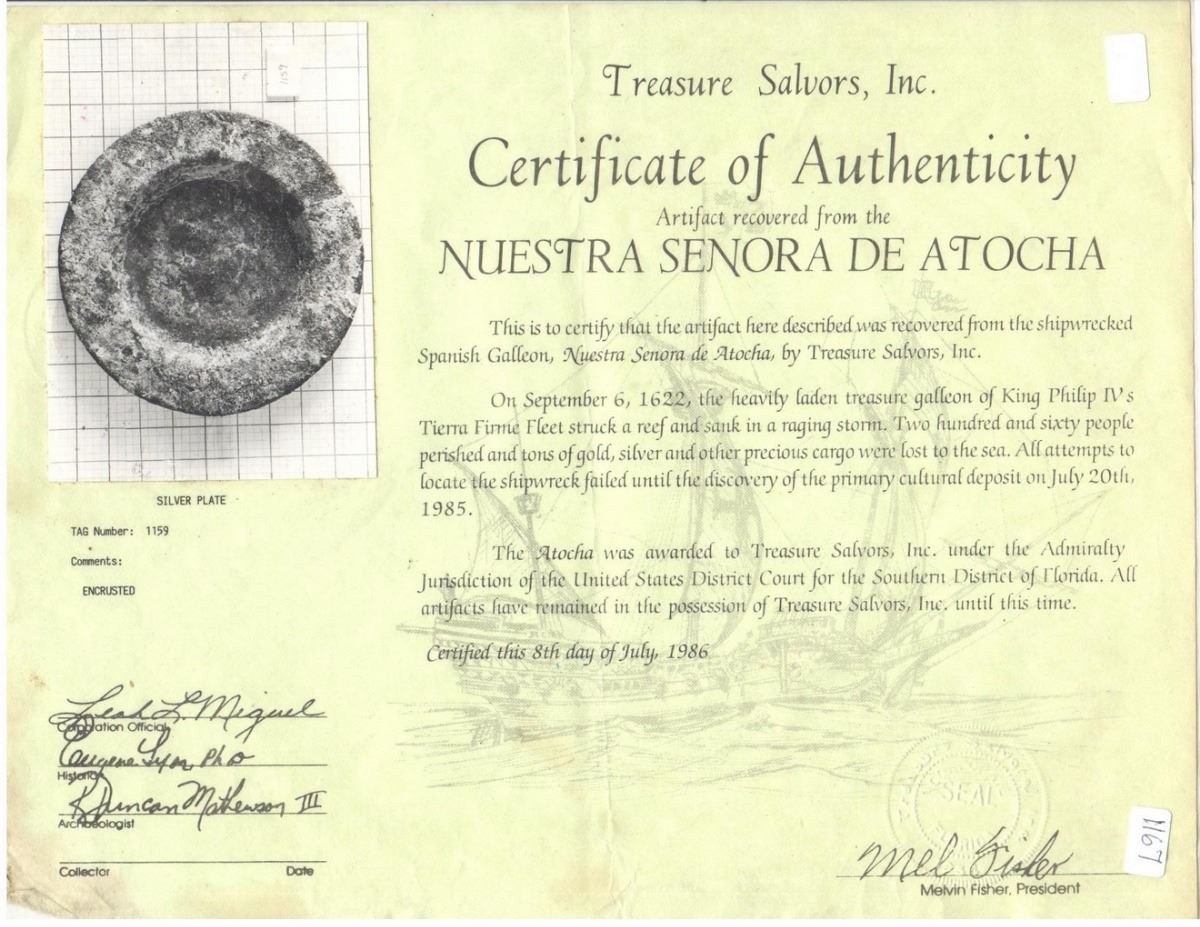 1159
Treasure Salvors, Inc.
Certificate of Authenticity
Artifact recovered from the
NUESTRA SENORA DE ATOCHA
This is to certify that the artifact here described was recovered from the shipwrecked
Spanish Galleon, Nuestra Senora de Atocha, by Treasure Salvors, Inc.
On September 6, 1622, the heavily laden treasure galleon of King Philip IV's
Tierra Firme Fleet struck a reef and sank in a raging storm. Two hundred and sixty people
perished and tons of gold, silver and other precious cargo were lost to the sea. All attempts to
locate the shipwreck failed until the discovery of the primary cultural deposit on July 20th,
1985.
The Atocha was awarded to Treasure Salvors, Inc. under the Admiralty
Jurisdiction of the United States District Court for the Southern District of Florida. All
artifacts have remained in the possession of Treasure Salvors, Inc. until this time.
Certified this 8th day of July, 1986
SILVER PLATE
TAG Number: 1159
Comments:
ENCRUSTED
Leah L. Miguel
Corporation Official
Eugene Lyon, Ph D
Historian
R Duncan Mathewson III
Archeologist
Collector Date
SEAL
Mel Fisher
Melvin Fisher, President
L911